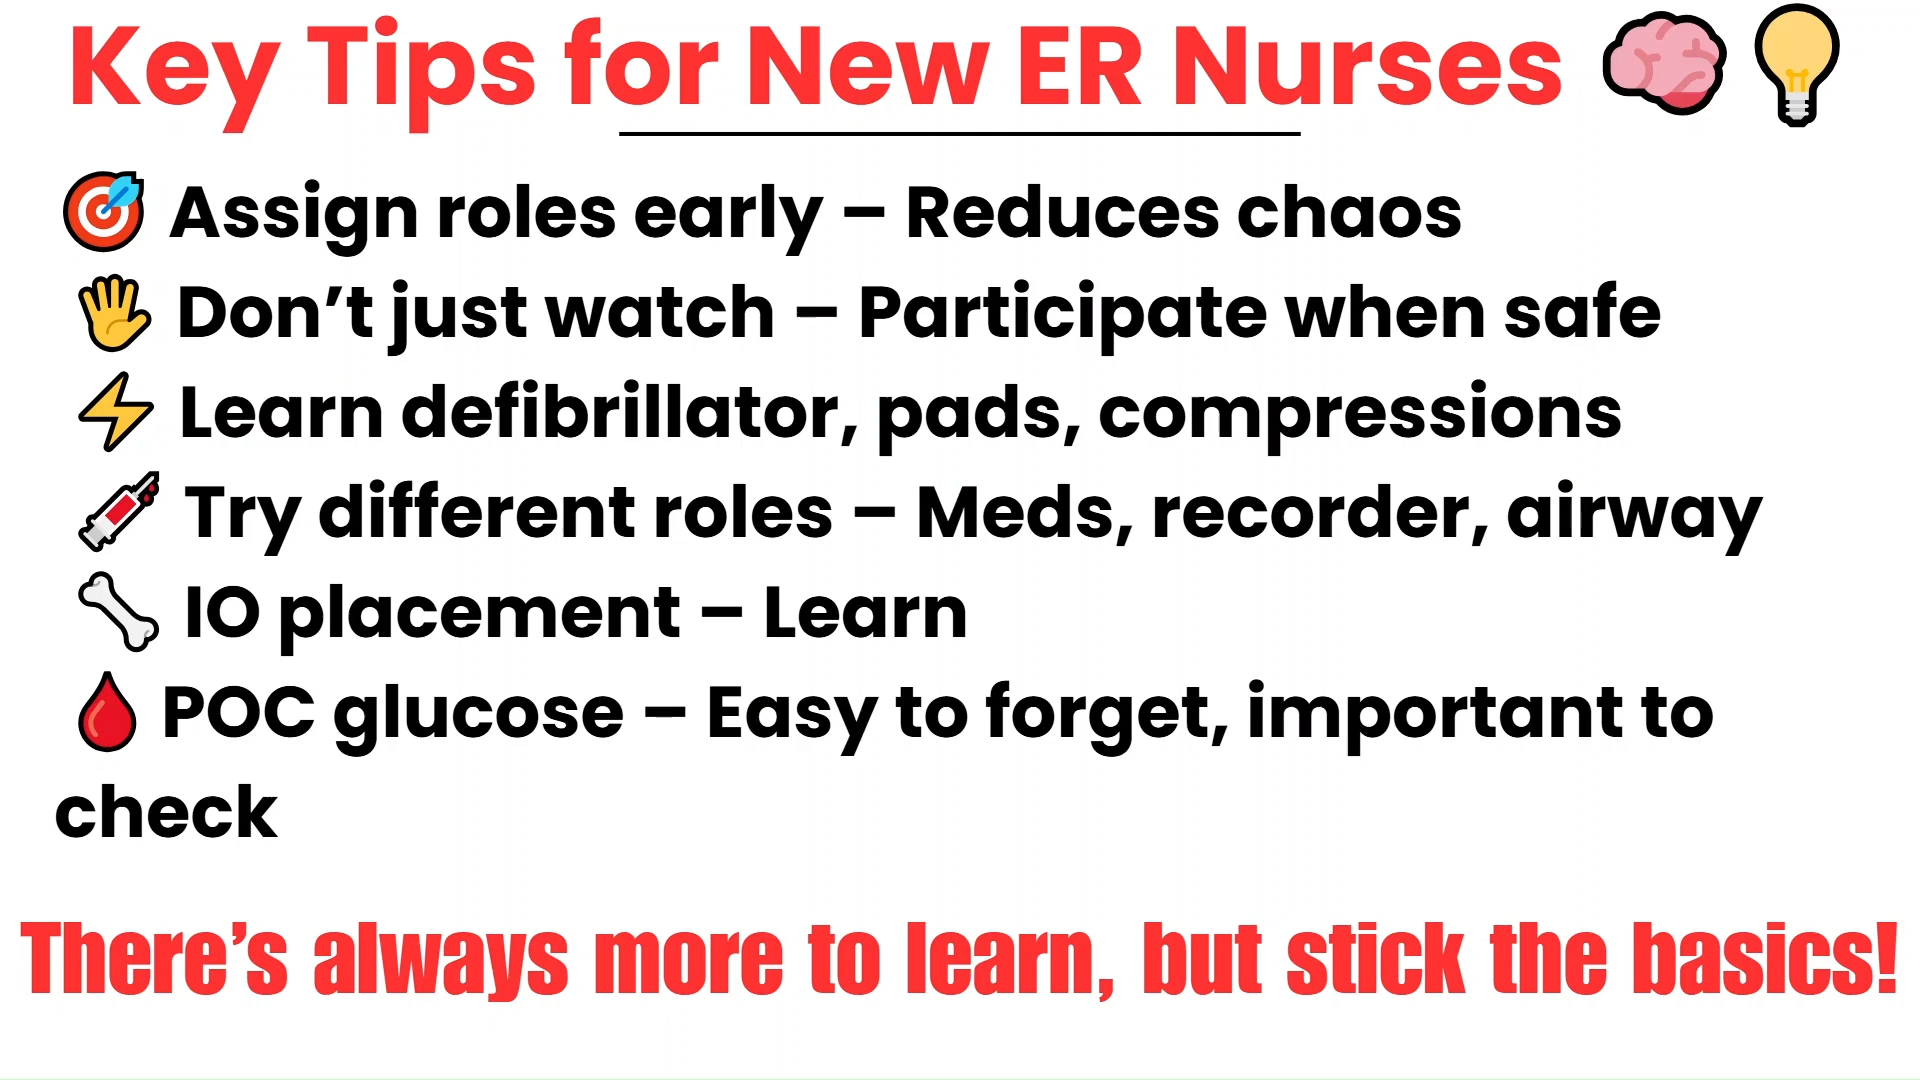 Key Tips for New ER Nurses 🧠💡
🎯 Assign roles early – Reduces chaos
🖐 Don’t just watch – Participate when safe
⚡ Learn defibrillator, pads, compressions
💉 Try different roles – Meds, recorder, airway
🦴 IO placement – Learn
🩸 POC glucose – Easy to forget, important to
check
There’s always more to learn, but stick the basics!